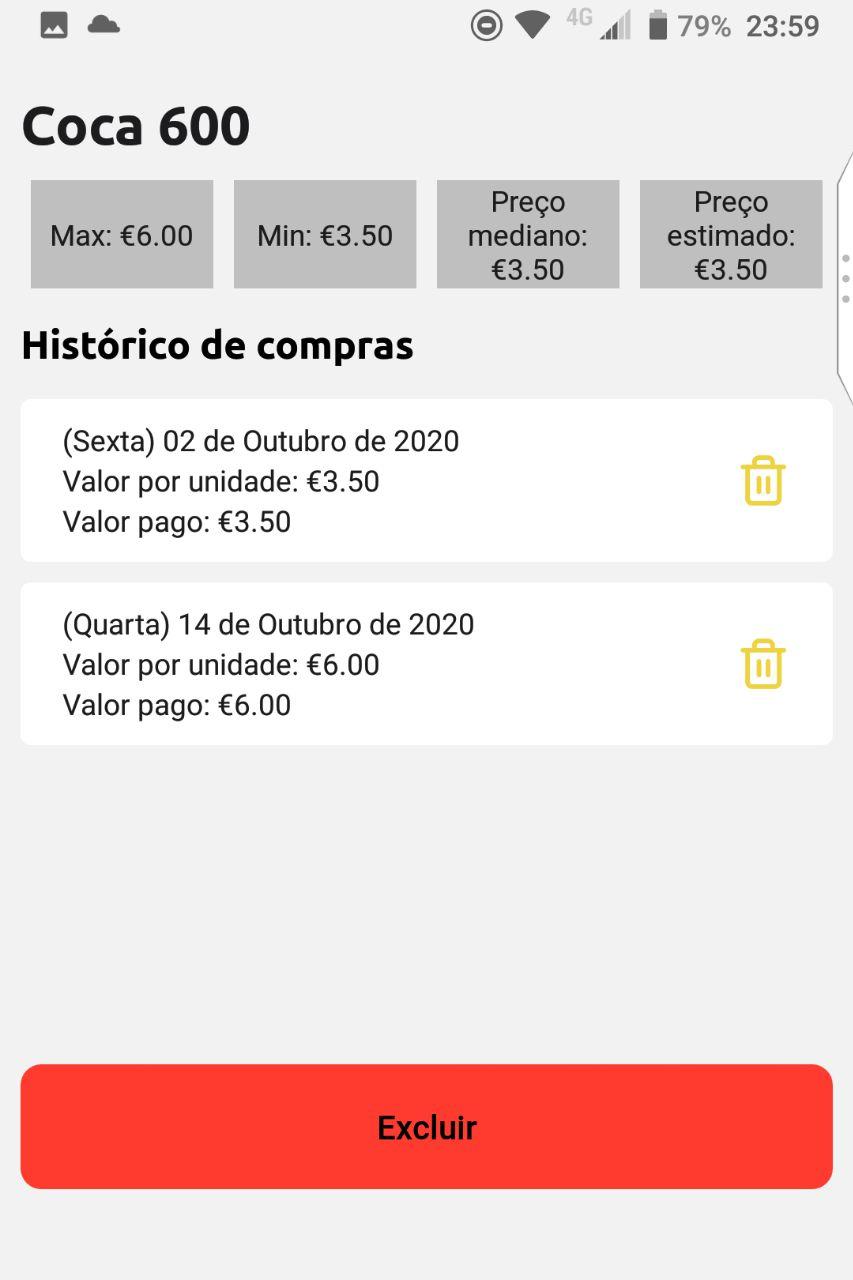 4G 79% 23:59
Coca 600
Max: €6.00
Min: €3.50
Preço
mediano:
€3.50
Preço
estimado:
€3.50
Histórico de compras
(Sexta) 02 de Outubro de 2020
Valor por unidade: €3.50
Valor pago: €3.50
(Quarta) 14 de Outubro de 2020
Valor por unidade: €6.00
Valor pago: €6.00
Excluir